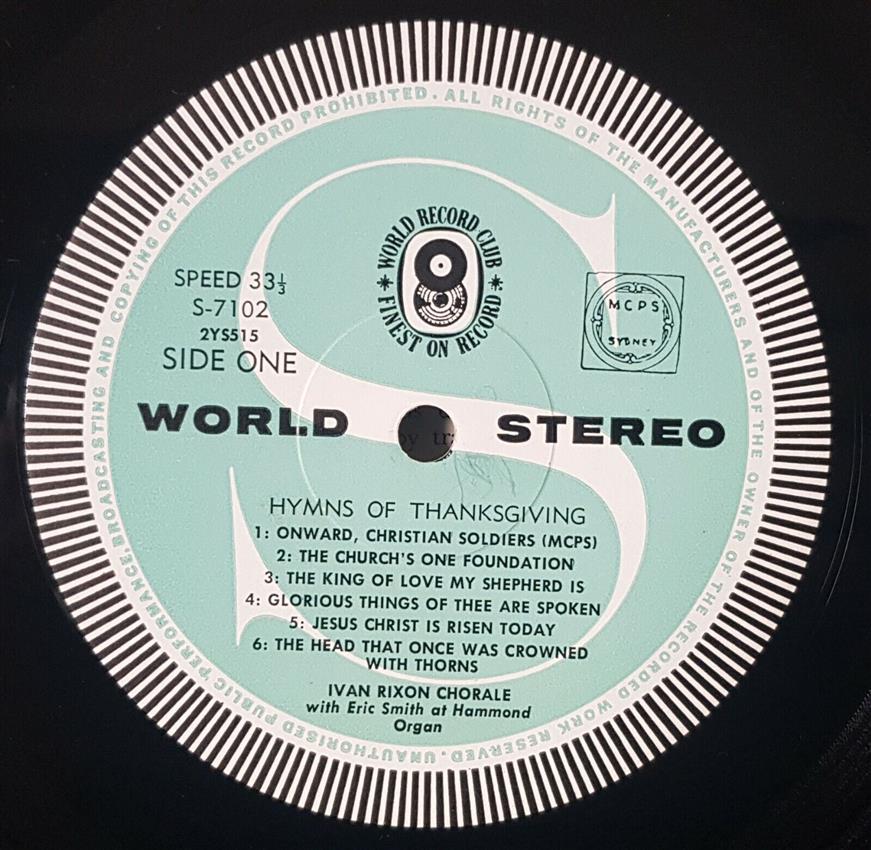 ALL RIGHTS OF THE MANUFACTURERS AND OF THE OWNER OF THE RECORDED WORK RESERVED. UNAUTHORISED PUBLIC PERFORMANCE, BROADCASTING AND COPYING OF THIS RECORD PROHIBITED.
WORLD RECORD CLUB
FINEST ON RECORD
SPEED 33⅓
S-7102
2YS515
SIDE ONE
MCPS
SYDNEY
WORLD STEREO
HYMNS OF THANKSGIVING
1: ONWARD, CHRISTIAN SOLDIERS (MCPS)
2: THE CHURCH'S ONE FOUNDATION
3: THE KING OF LOVE MY SHEPHERD IS
4: GLORIOUS THINGS OF THEE ARE SPOKEN
5: JESUS CHRIST IS RISEN TODAY
6: THE HEAD THAT ONCE WAS CROWNED
WITH THORNS
IVAN RIXON CHORALE
with Eric Smith at Hammond
Organ